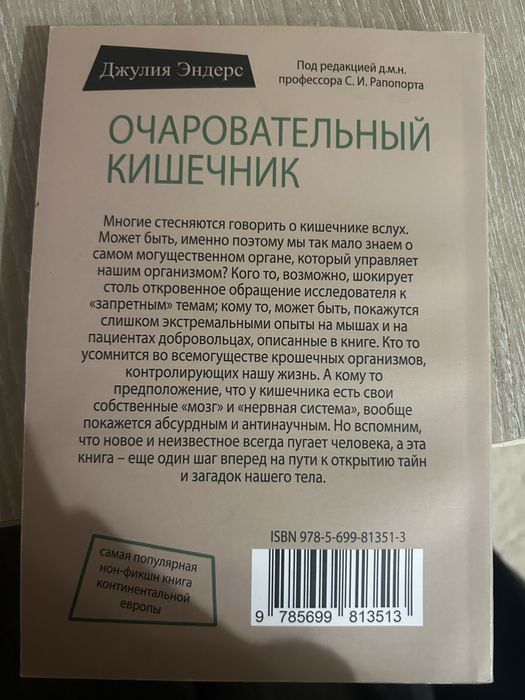 Джулия Эндерс
Под редакцией д.м.н.
профессора С. И. Рапопорта
ОЧАРОВАТЕЛЬНЫЙ
КИШЕЧНИК
Многие стесняются говорить о кишечнике вслух.
Может быть, именно поэтому мы так мало знаем о
самом могущественном органе, который управляет
нашим организмом? Кого то, возможно, шокирует
столь откровенное обращение исследователя к
«запретным» темам; кому то, может быть, покажутся
слишком экстремальными опыты на мышах и на
пациентах добровольцах, описанные в книге. Кто то
усомнится во всемогуществе крошечных организмов,
контролирующих нашу жизнь. А кому то
предположение, что у кишечника есть свои
собственные «мозг» и «нервная система», вообще
покажется абсурдным и антинаучным. Но вспомним,
что новое и неизвестное всегда пугает человека, а эта
книга – еще один шаг вперед на пути к открытию тайн
и загадок нашего тела.
самая популярная
нон-фикшн книга
континентальной
европы
ISBN 978-5-699-81351-3
9 785699 813513